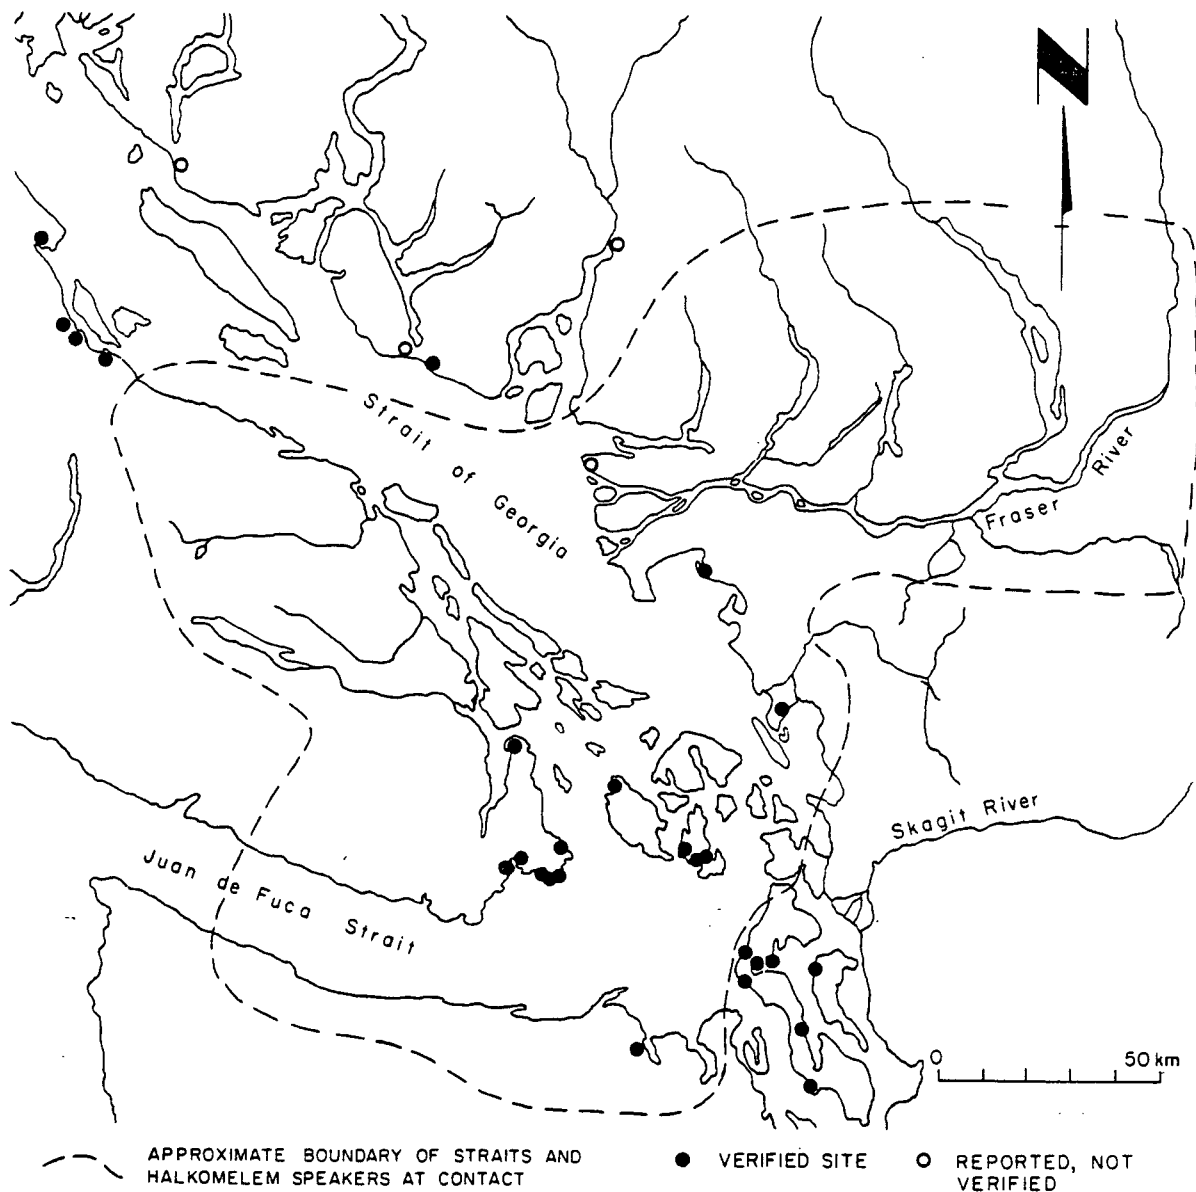 N
Strait of Georgia
Fraser River
Skagit River
Juan de Fuca Strait
0 50 km
APPROXIMATE BOUNDARY OF STRAITS AND
HALKOMELEM SPEAKERS AT CONTACT
VERIFIED SITE
REPORTED, NOT
VERIFIED